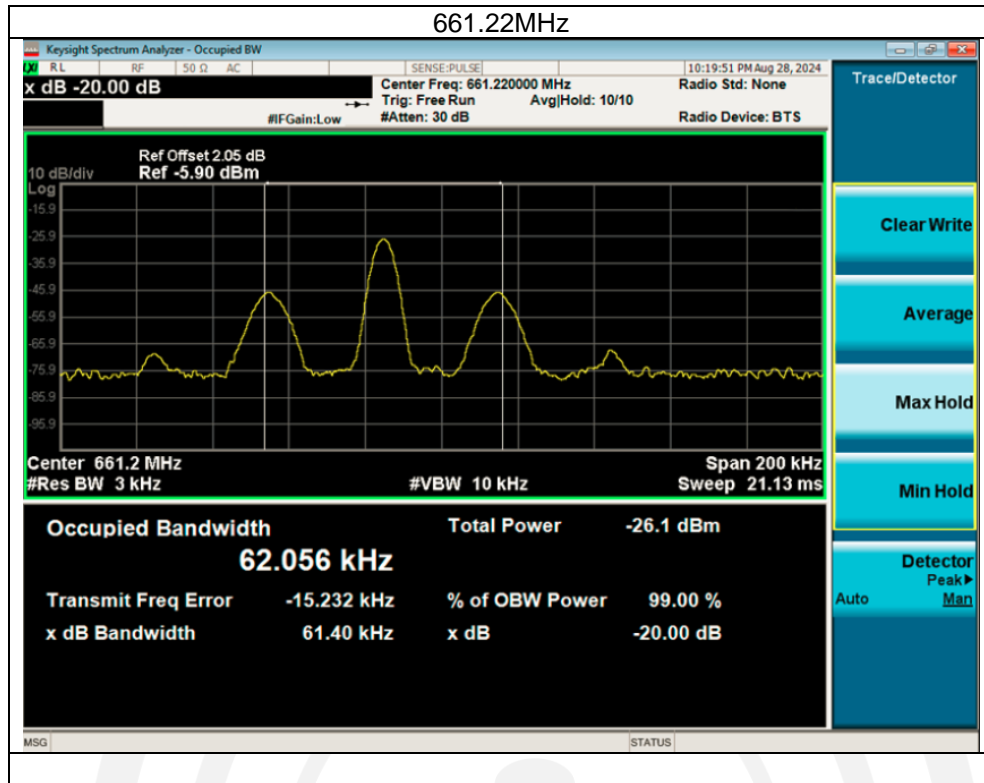 661.22MHz
Keysight Spectrum Analyzer - Occupied BW
LXI RL RF 50 Ω AC SENSE:PULSE 10:19:51 PM Aug 28, 2024
x dB -20.00 dB Center Freq: 661.220000 MHz Radio Std: None
Trig: Free Run Avg|Hold: 10/10
#IFGain:Low #Atten: 30 dB Radio Device: BTS
Ref Offset 2.05 dB
10 dB/div Ref -5.90 dBm
Log
-15.9
-25.9
-35.9
-45.9
-55.9
-65.9
-75.9
-85.9
-95.9
Center 661.2 MHz Span 200 kHz
#Res BW 3 kHz #VBW 10 kHz Sweep 21.13 ms
Occupied Bandwidth Total Power -26.1 dBm
62.056 kHz
Transmit Freq Error -15.232 kHz % of OBW Power 99.00 %
x dB Bandwidth 61.40 kHz x dB -20.00 dB
Trace/Detector
Clear Write
Average
Max Hold
Min Hold
Detector
Peak▶
Auto Man
MSG STATUS